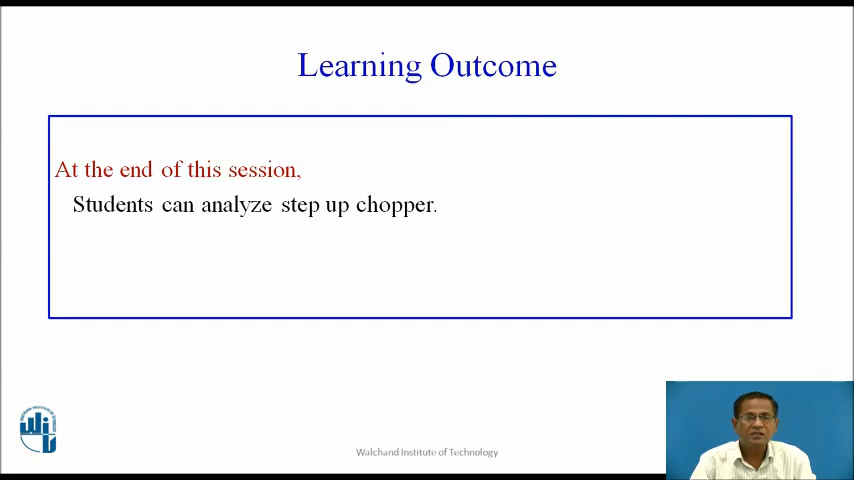 Learning Outcome
At the end of this session,
Students can analyze step up chopper.
Walchand Institute of Technology